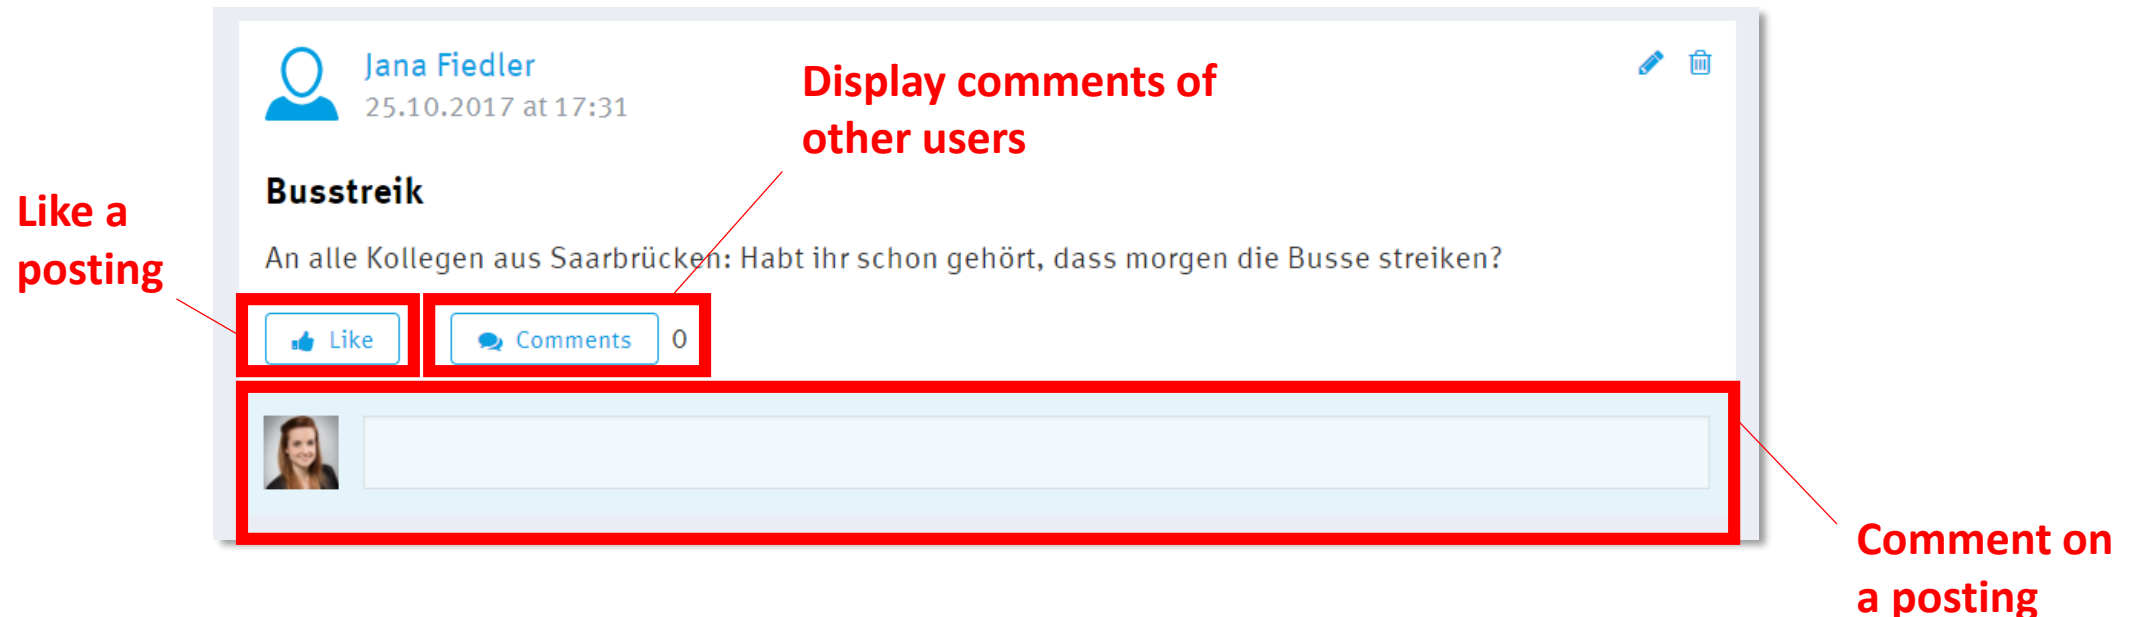 Jana Fiedler
25.10.2017 at 17:31
Display comments of
other users
Busstreik
Like a
posting
An alle Kollegen aus Saarbrücken: Habt ihr schon gehört, dass morgen die Busse streiken?
Like
Comments 0
Comment on
a posting